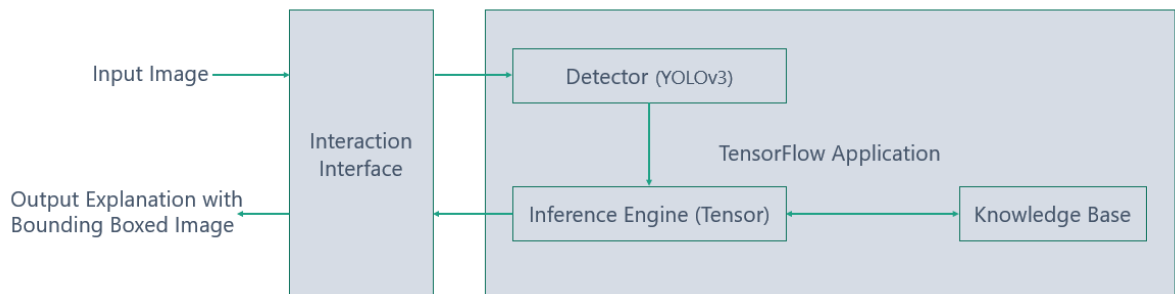 Input Image
Detector (YOLOv3)
Interaction
Interface
TensorFlow Application
Output Explanation with
Bounding Boxed Image
Inference Engine (Tensor)
Knowledge Base